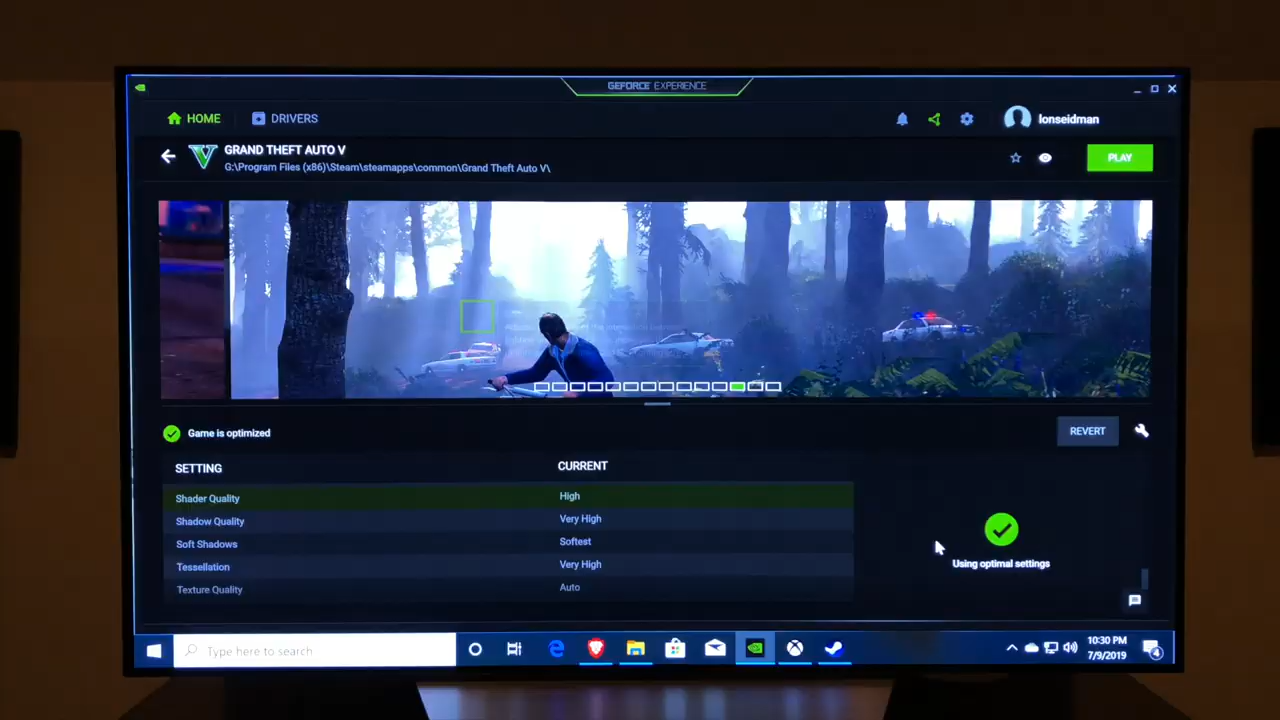 GEFORCE EXPERIENCE
HOME
DRIVERS
lonseidman
GRAND THEFT AUTO V
G:\Program Files (x86)\Steam\steamapps\common\Grand Theft Auto V\
PLAY
Game is optimized
REVERT
SETTING CURRENT
Shader Quality High
Shadow Quality Very High
Soft Shadows Softest
Tessellation Very High
Texture Quality Auto
Using optimal settings
Type here to search
10:30 PM
7/9/2019
4